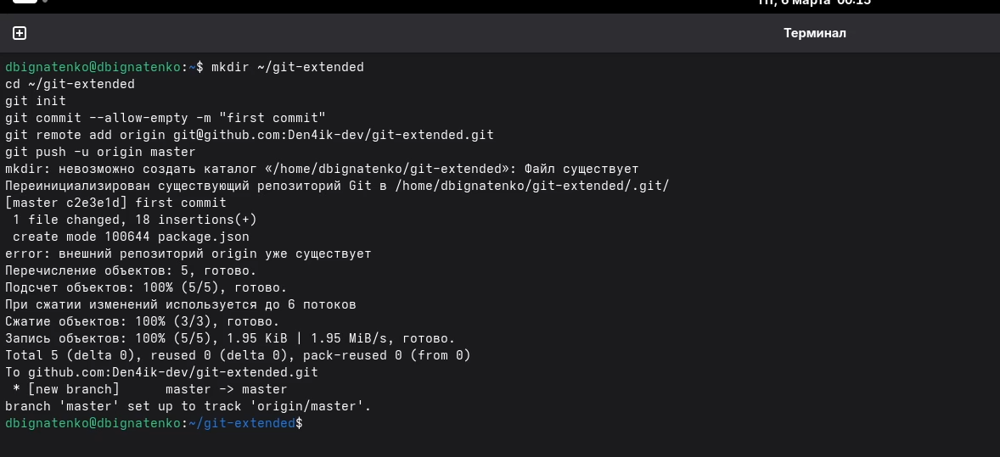 Пт, 6 марта 00:15
Терминал
dbignatenko@dbignatenko:~$ mkdir ~/git-extended
cd ~/git-extended
git init
git commit --allow-empty -m "first commit"
git remote add origin git@github.com:Den4ik-dev/git-extended.git
git push -u origin master
mkdir: невозможно создать каталог «/home/dbignatenko/git-extended»: Файл существует
Переинициализирован существующий репозиторий Git в /home/dbignatenko/git-extended/.git/
[master c2e3e1d] first commit
 1 file changed, 18 insertions(+)
 create mode 100644 package.json
error: внешний репозиторий origin уже существует
Перечисление объектов: 5, готово.
Подсчет объектов: 100% (5/5), готово.
При сжатии изменений используется до 6 потоков
Сжатие объектов: 100% (3/3), готово.
Запись объектов: 100% (5/5), 1.95 KiB | 1.95 MiB/s, готово.
Total 5 (delta 0), reused 0 (delta 0), pack-reused 0 (from 0)
To github.com:Den4ik-dev/git-extended.git
 * [new branch]      master -> master
branch 'master' set up to track 'origin/master'.
dbignatenko@dbignatenko:~/git-extended$